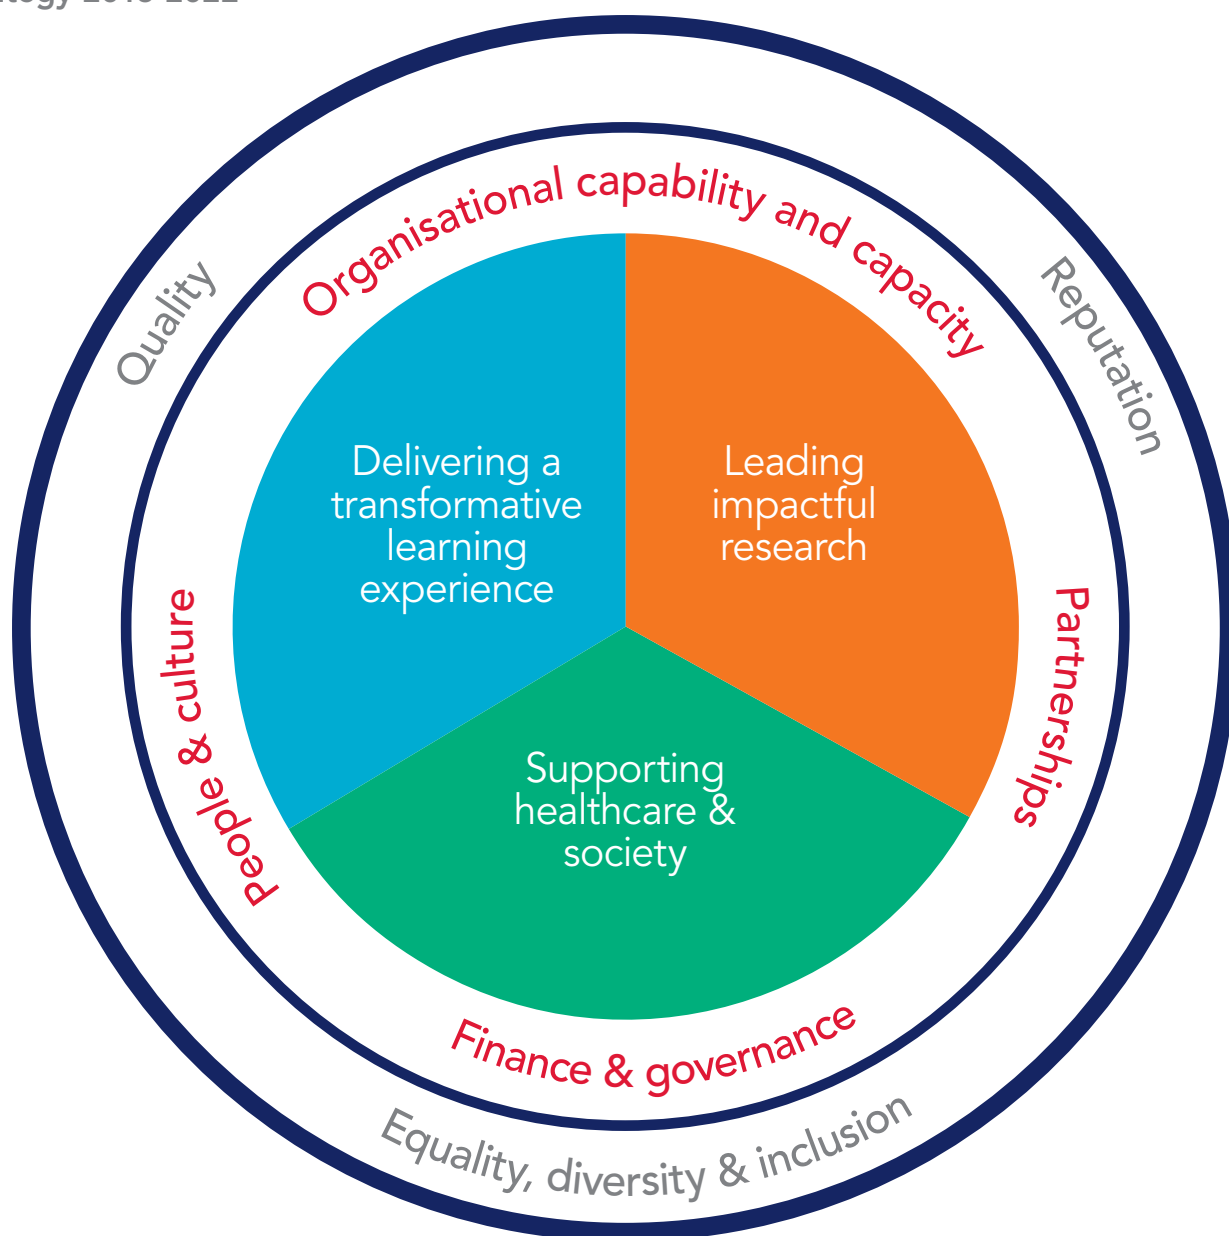 Organisational capability and capacity
Quality
Reputation
Delivering a
transformative
learning
experience
Leading
impactful
research
People & culture
Partnerships
Supporting
healthcare &
society
Finance & governance
Equality, diversity & inclusion